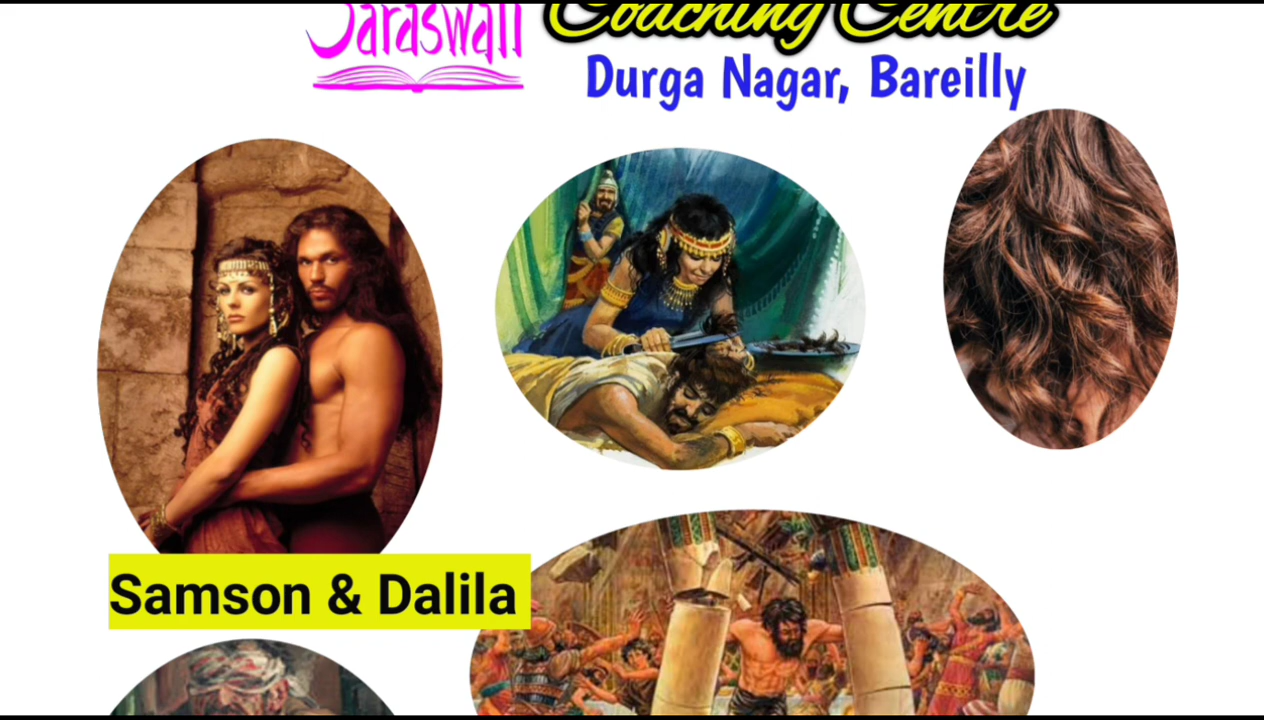 Saraswati
Coaching Centre
Durga Nagar, Bareilly
Samson & Dalila